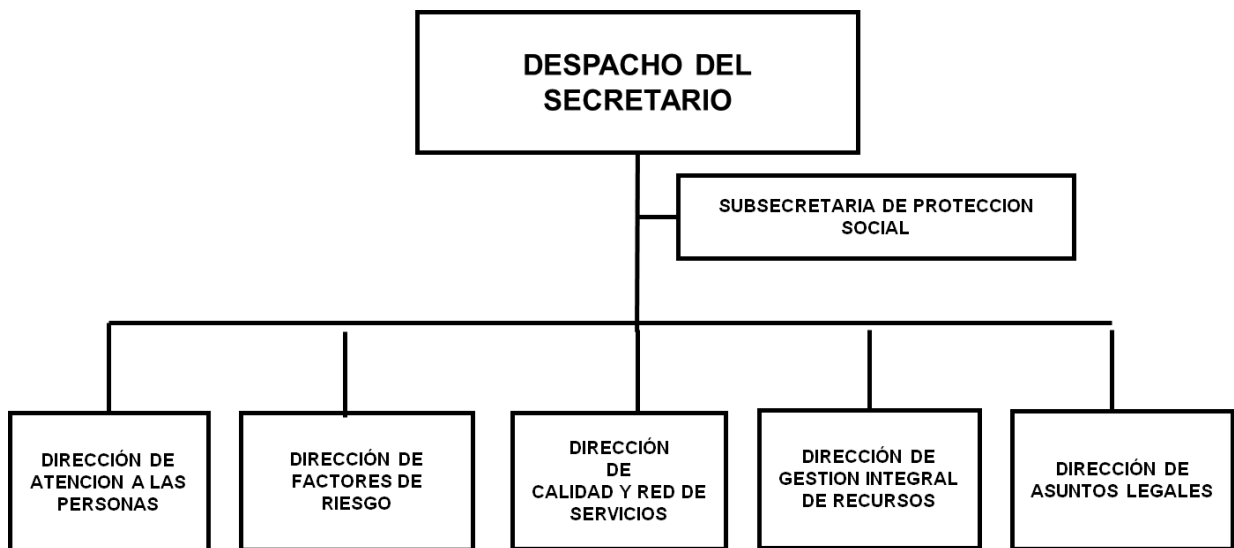 DESPACHO DEL
SECRETARIO
SUBSECRETARIA DE PROTECCION
SOCIAL
DIRECCIÓN DE
ATENCION A LAS
PERSONAS
DIRECCIÓN DE
FACTORES DE
RIESGO
DIRECCIÓN
DE
CALIDAD Y RED DE
SERVICIOS
DIRECCIÓN DE
GESTION INTEGRAL
DE RECURSOS
DIRECCIÓN DE
ASUNTOS LEGALES